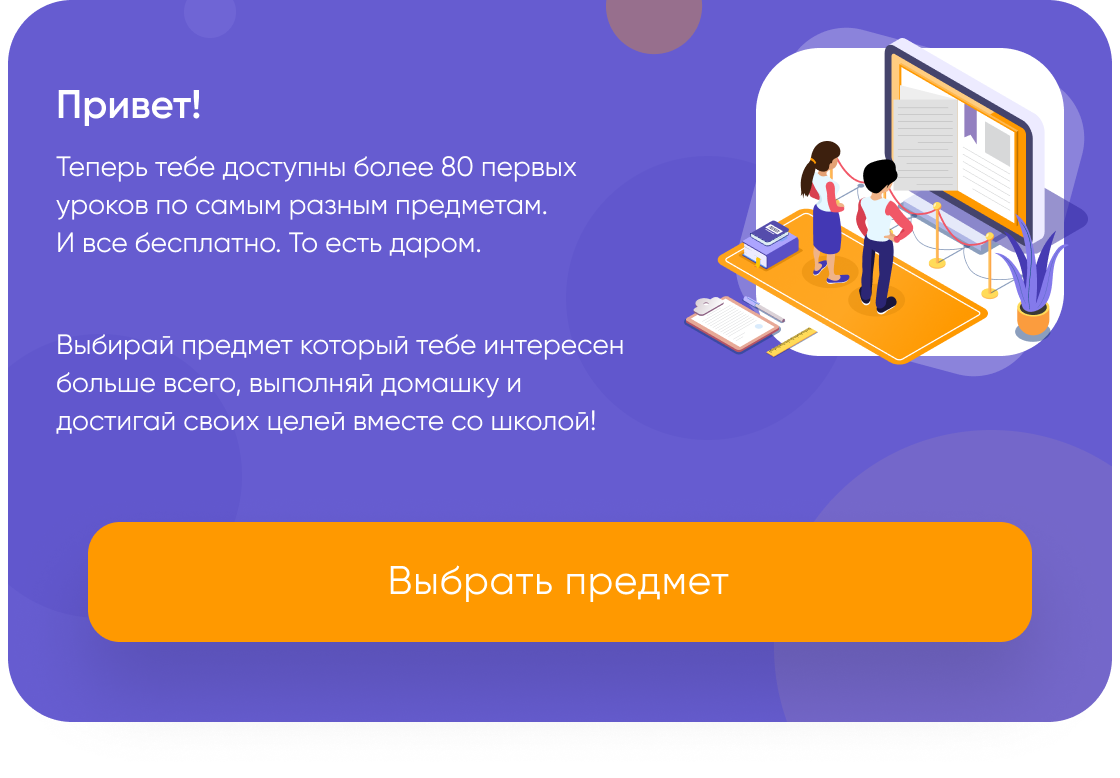 Привет!
Теперь тебе доступны более 80 первых
уроков по самым разным предметам.
И все бесплатно. То есть даром.
Выбирай предмет который тебе интересен
больше всего, выполняй домашку и
достигай своих целей вместе со школой!
Выбрать предмет